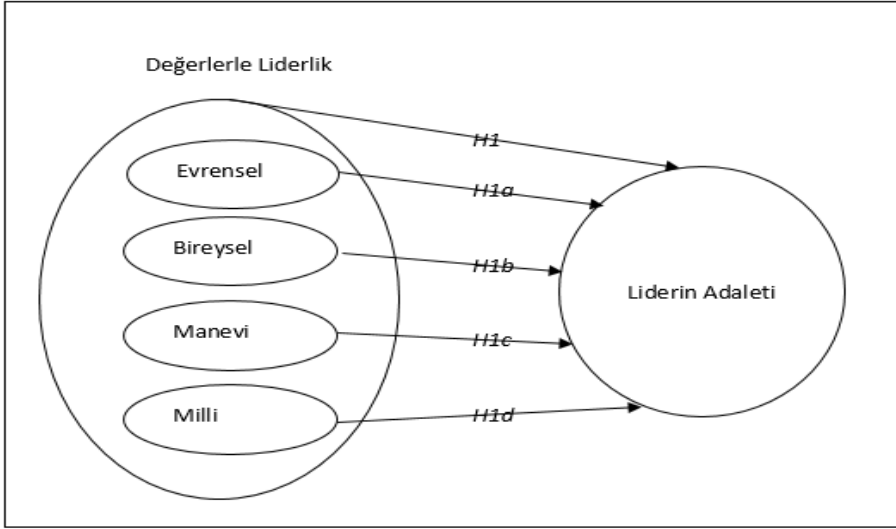 Değerlerle Liderlik
H1
Evrensel
H1a
Bireysel
H1b
Liderin Adaleti
Manevi
H1c
Milli
H1d